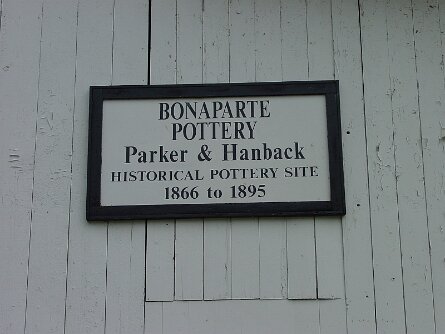 BONAPARTE
POTTERY
Parker & Hanback
HISTORICAL POTTERY SITE
1866 to 1895